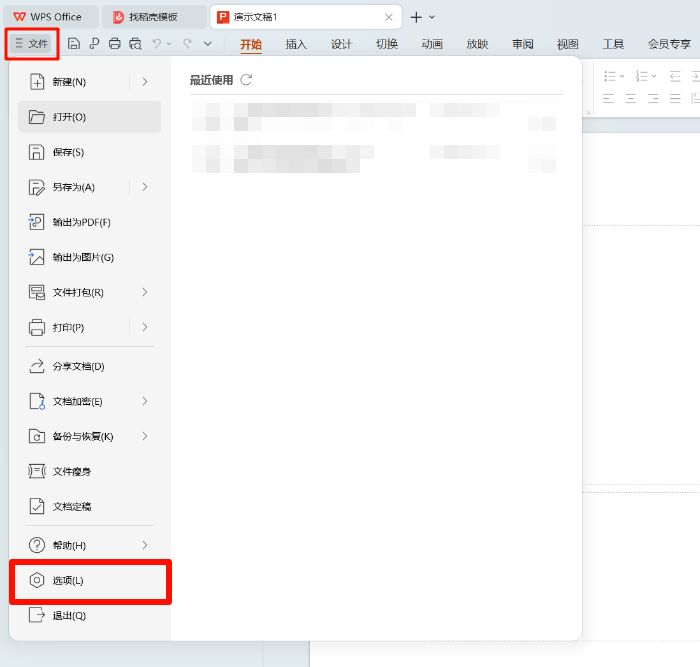 WPS Office 找稻壳模板 演示文稿1
文件 开始 插入 设计 切换 动画 放映 审阅 视图 工具 会员专享
最近使用
新建(N)
打开(O)
保存(S)
另存为(A)
输出为PDF(F)
输出为图片(G)
文件打包(R)
打印(P)
分享文档(D)
文档加密(E)
备份与恢复(K)
文件瘦身
文档定稿
帮助(H)
选项(L)
退出(Q)